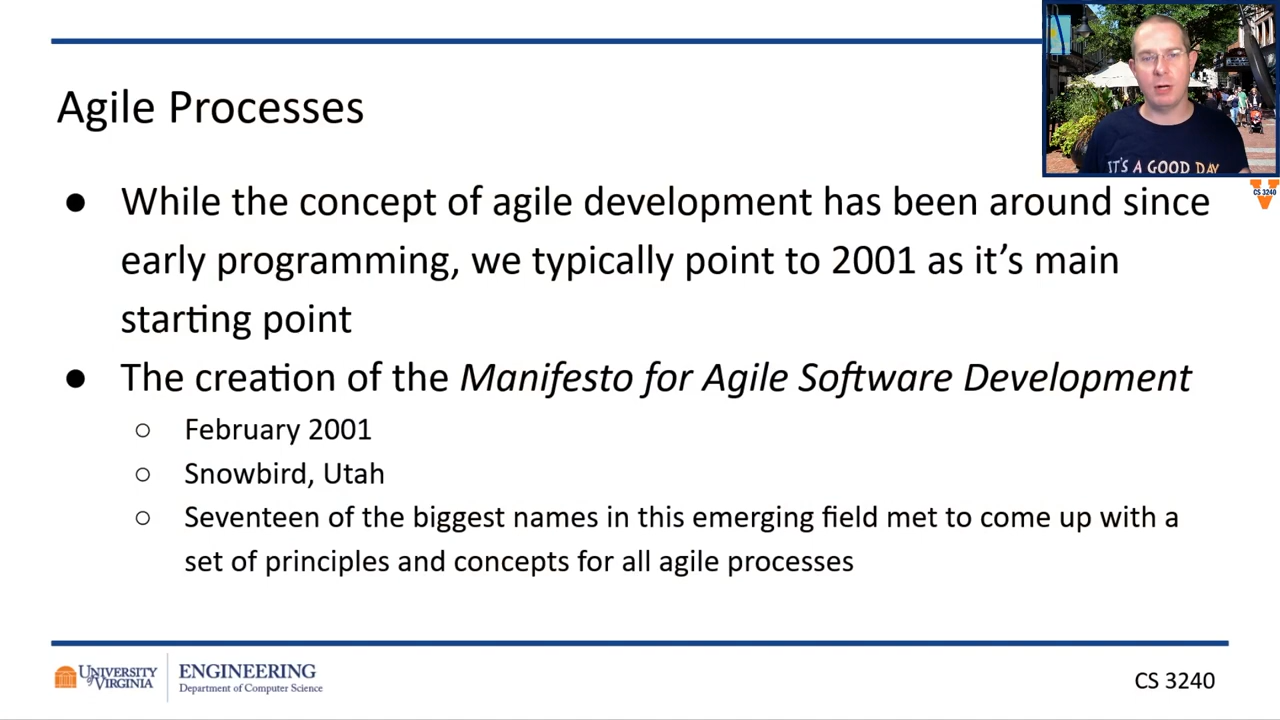 Agile Processes
IT'S A GOOD DAY
CS 3240
● While the concept of agile development has been around since
early programming, we typically point to 2001 as it’s main
starting point
● The creation of the Manifesto for Agile Software Development
○ February 2001
○ Snowbird, Utah
○ Seventeen of the biggest names in this emerging field met to come up with a
set of principles and concepts for all agile processes
UNIVERSITY of VIRGINIA
ENGINEERING
Department of Computer Science
CS 3240